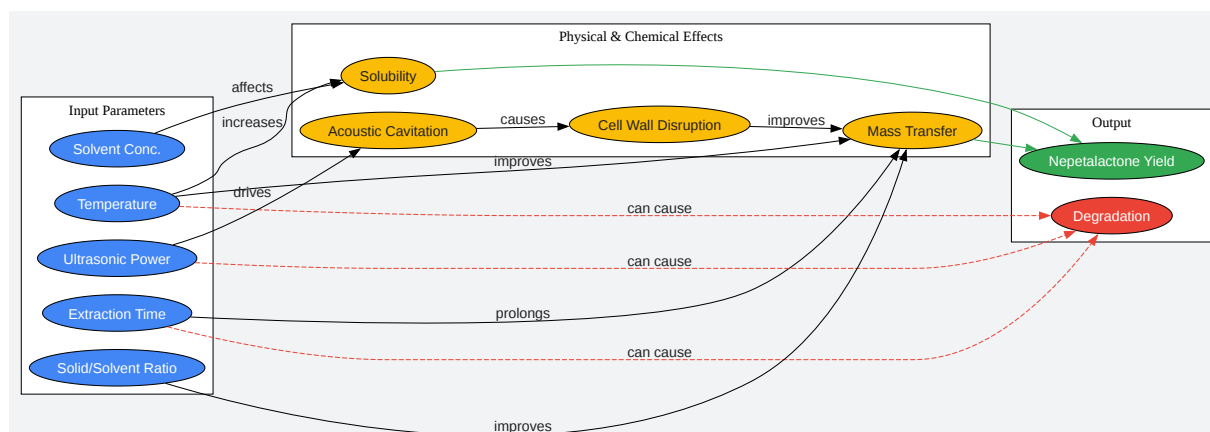 Physical & Chemical Effects
Solubility
affects
Input Parameters
increases
Acoustic Cavitation
causes
Cell Wall Disruption
improves
Mass Transfer
Output
Solvent Conc.
improves
Nepetalactone Yield
drives
Temperature
can cause
Degradation
Ultrasonic Power
can cause
Extraction Time
prolongs
can cause
Solid/Solvent Ratio
improves